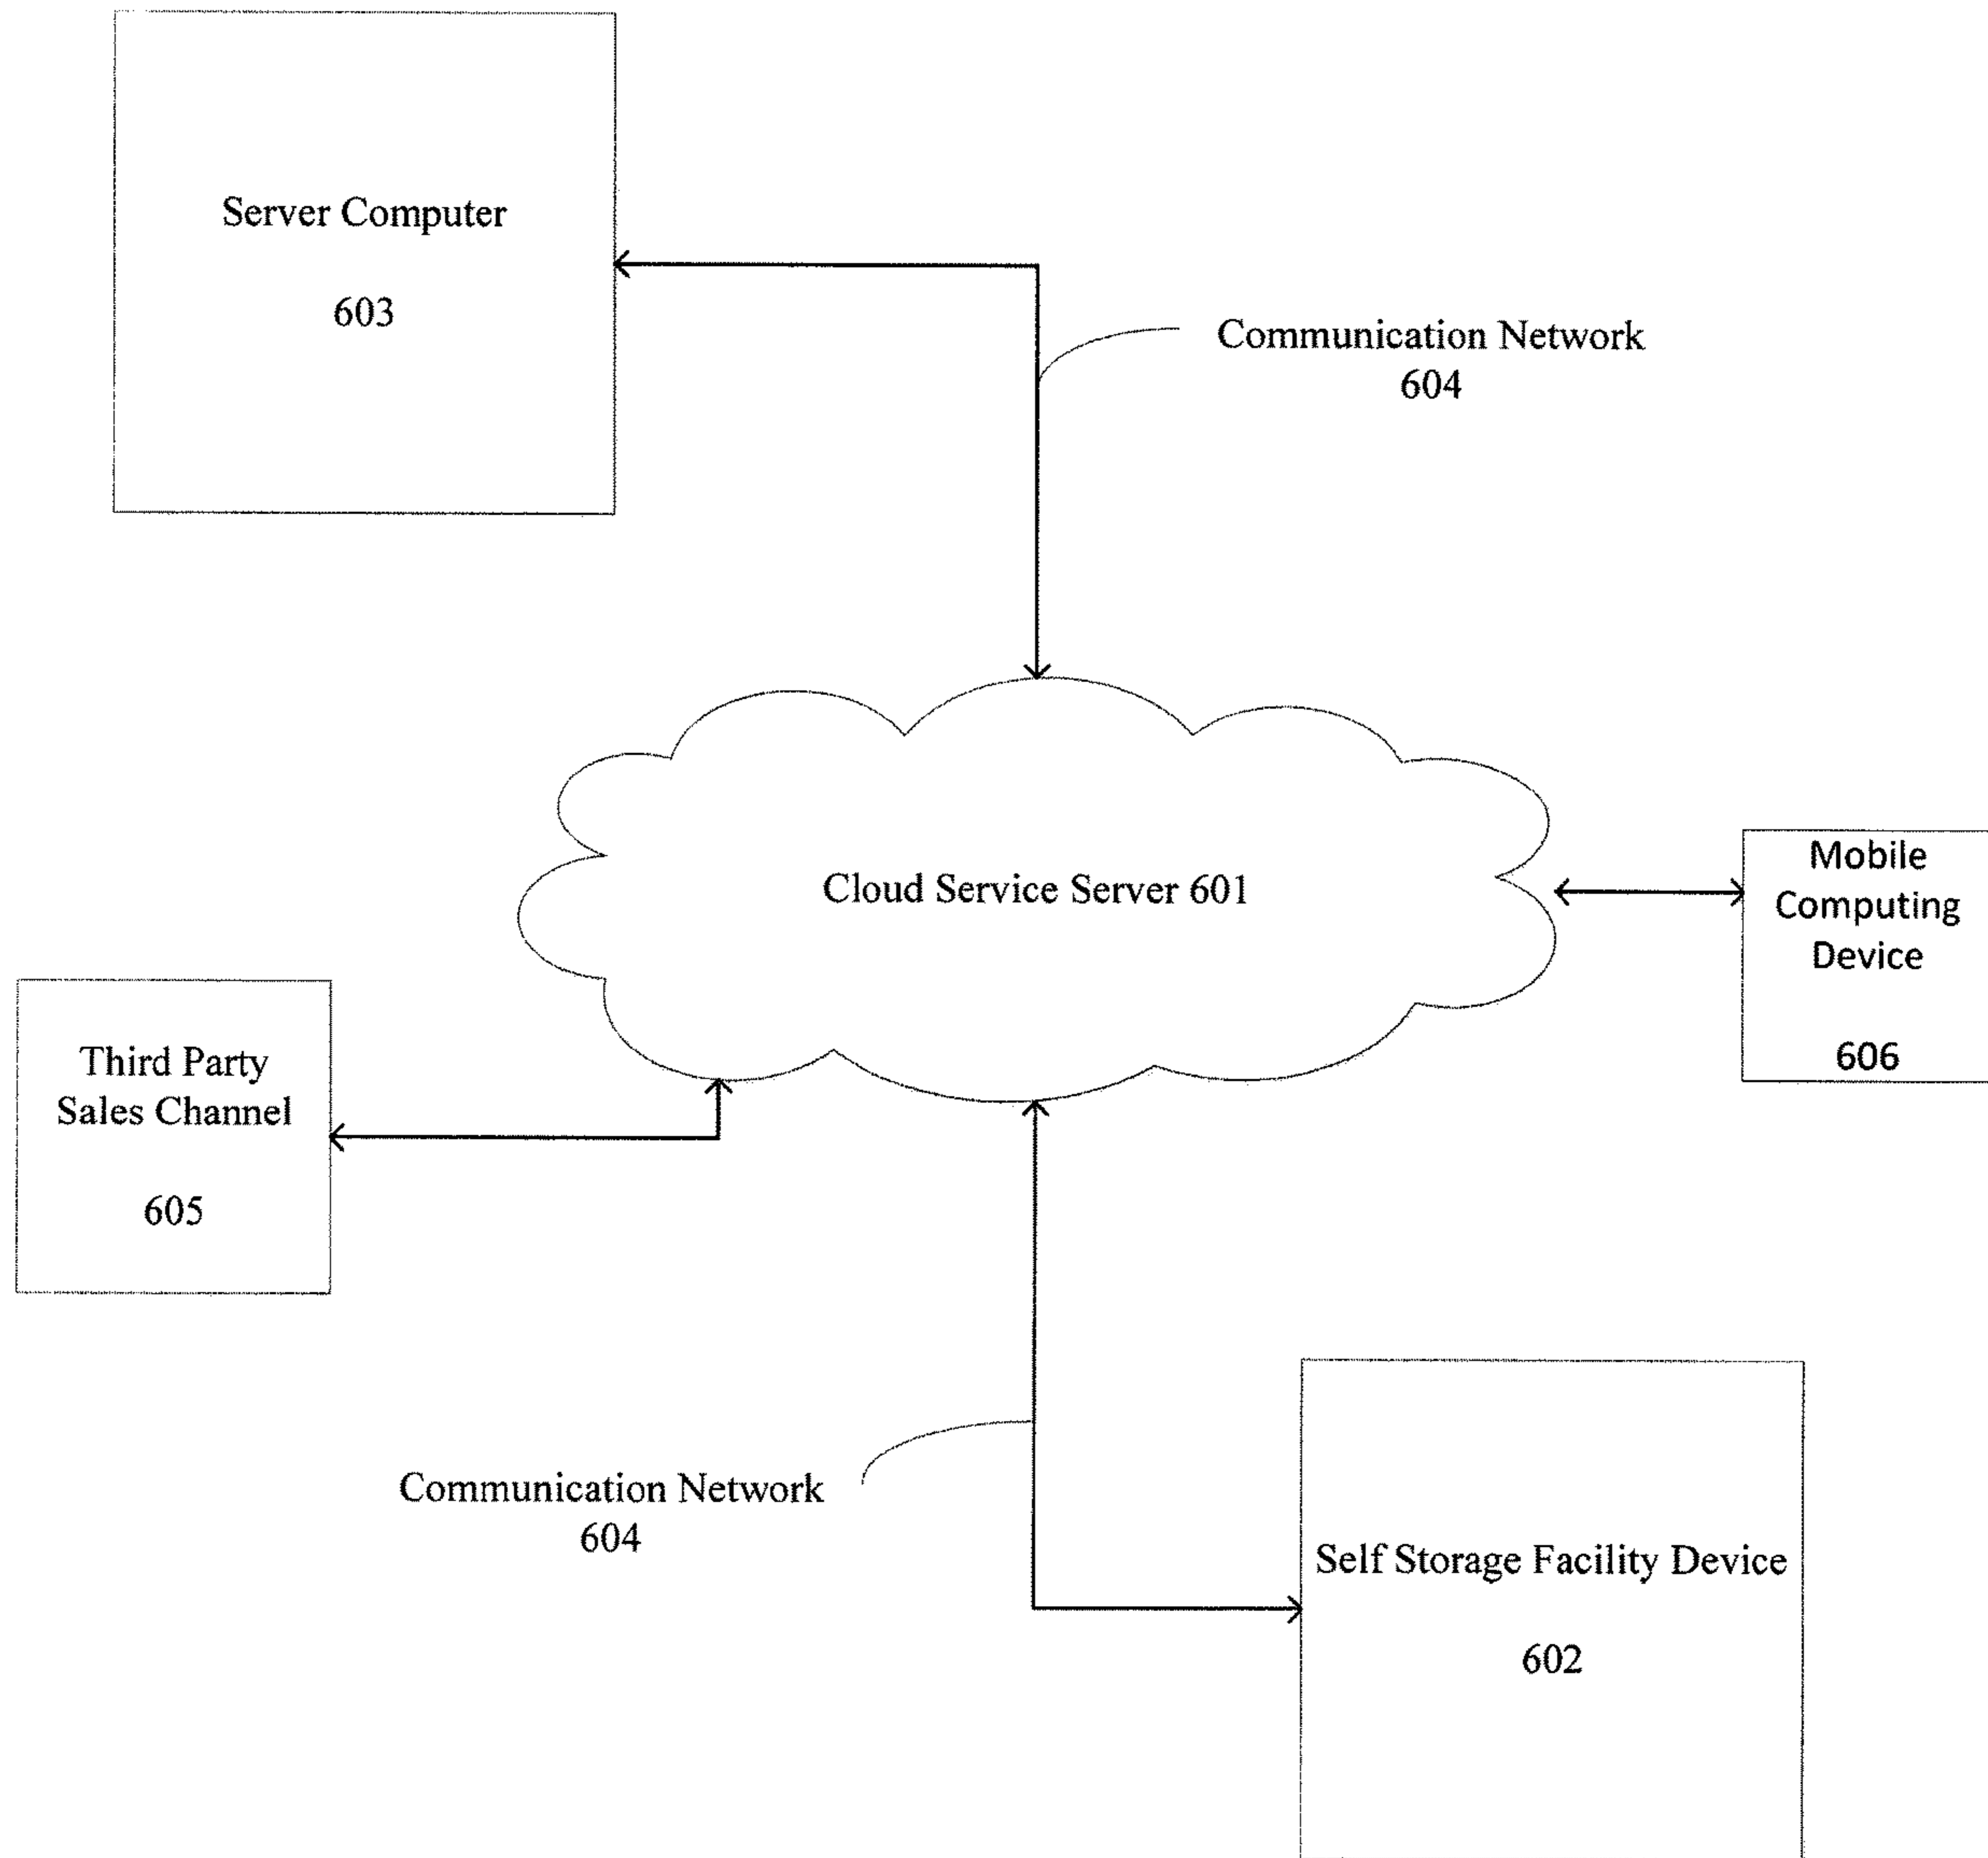 Server Computer
603
Communication Network
604
Cloud Service Server 601
Mobile
Computing
Device
606
Third Party
Sales Channel
605
Communication Network
604
Self Storage Facility Device
602